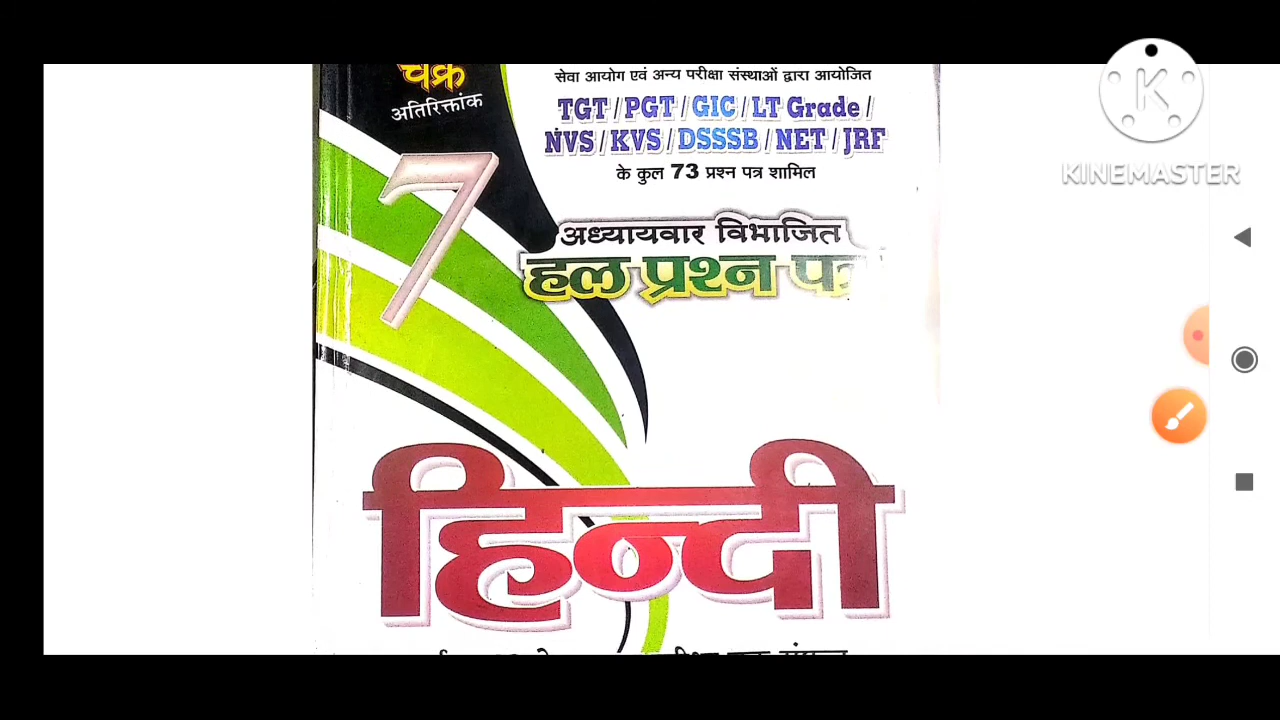 चक्र
अतिरिक्तांक
7
सेवा आयोग एवं अन्य परीक्षा संस्थाओं द्वारा आयोजित
TGT / PGT / GIC / LT Grade /
NVS / KVS / DSSSB / NET / JRF
के कुल 73 प्रश्न पत्र शामिल
अध्यायवार विभाजित
हल प्रश्न पत्र
हिन्दी
K
KINEMASTER